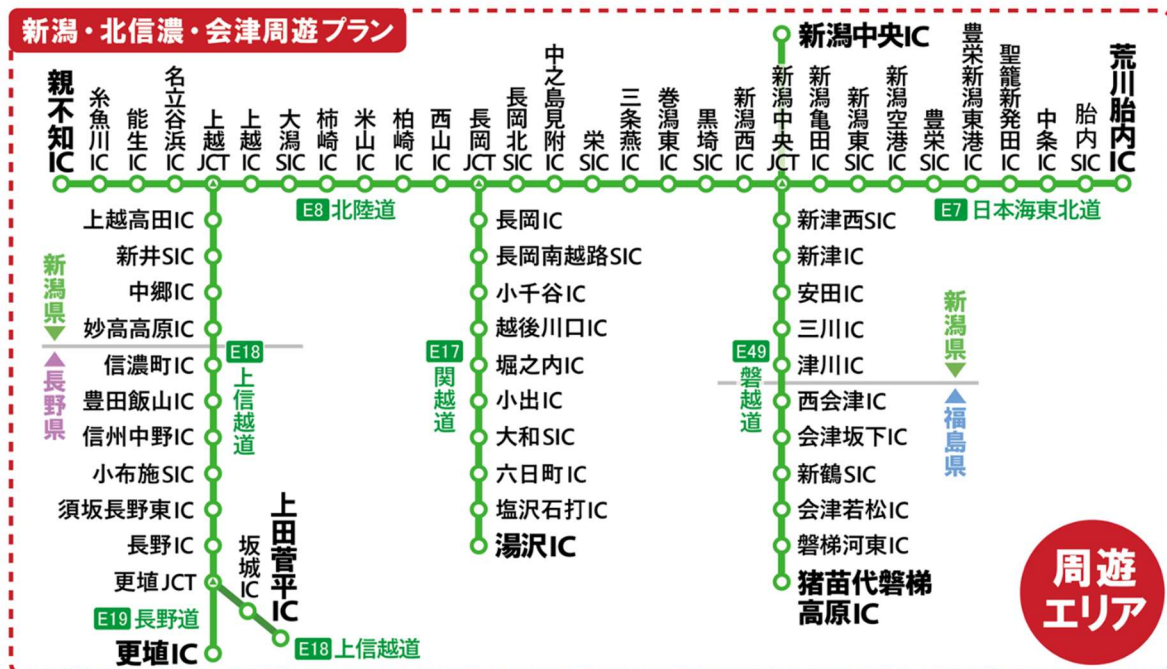 新潟・北信濃・会津周遊プラン
新潟中央IC
親不知IC
糸魚川IC
能生IC
名立谷浜IC
上越JCT
上越IC
大潟SIC
柿崎IC
米山IC
柏崎IC
西山IC
長岡JCT
長岡北SIC
中之島見附IC
栄SIC
三条燕IC
巻潟東IC
黒埼SIC
新潟西IC
新潟中央JCT
新潟亀田IC
新潟東SIC
新潟空港IC
豊栄SIC
豊栄新潟東港IC
聖籠新発田IC
中条IC
胎内SIC
荒川胎内IC
E8 北陸道
E7 日本海東北道
上越高田IC
新井SIC
中郷IC
妙高高原IC
信濃町IC
豊田飯山IC
信州中野IC
小布施SIC
須坂長野東IC
長野IC
更埴JCT
更埴IC
新潟県
長野県
E18 上信越道
E19 長野道
坂城IC
上田菅平IC
E18 上信越道
長岡IC
長岡南越路SIC
小千谷IC
越後川口IC
堀之内IC
小出IC
大和SIC
六日町IC
塩沢石打IC
湯沢IC
E17 関越道
新津西SIC
新津IC
安田IC
三川IC
津川IC
西会津IC
会津坂下IC
新鶴SIC
会津若松IC
磐梯河東IC
猪苗代磐梯
高原IC
E49 磐越道
新潟県
福島県
周遊
エリア